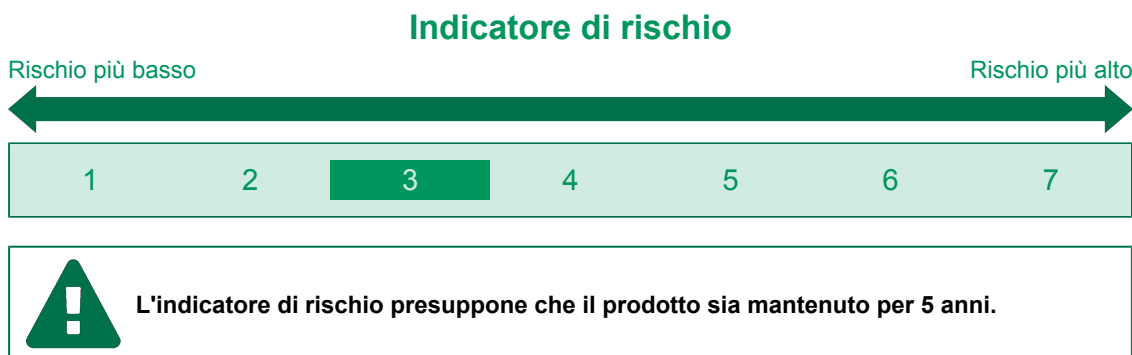 Indicatore di rischio
Rischio più basso Rischio più alto
1 2 3 4 5 6 7
L'indicatore di rischio presuppone che il prodotto sia mantenuto per 5 anni.